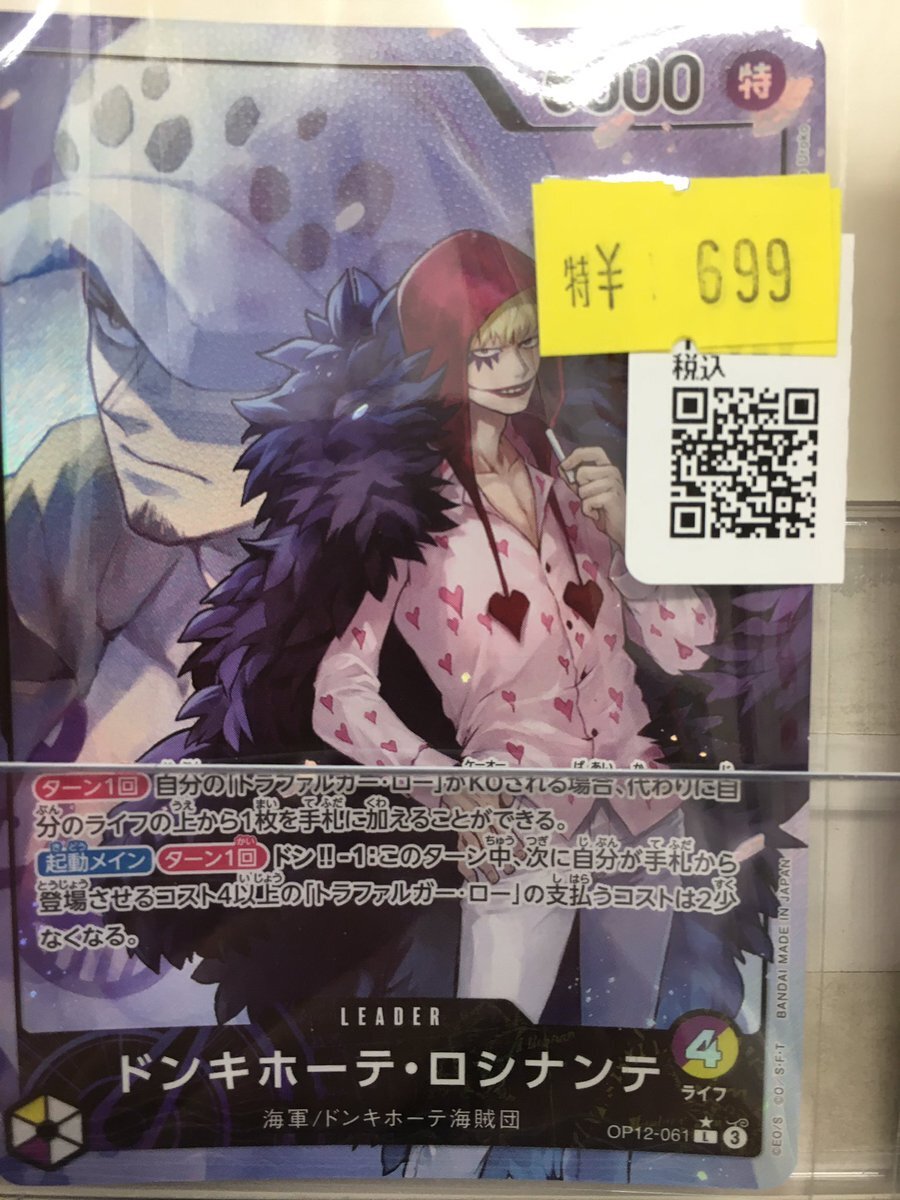 000 特
特¥ 699
税込
ターン1回 自分の「トラファルガー・ロー」がKOされる場合、代わりに自
分のライフの上から1枚を手札に加えることができる。
起動メイン ターン1回 ドン!!-1:このターン中、次に自分が手札から
登場させるコスト4以上の「トラファルガー・ロー」の支払うコストは2少
なくなる。
LEADER
ドンキホーテ・ロシナンテ
4
ライフ
海軍/ドンキホーテ海賊団
OP12-061 L 3
©EO/S ©O/S・F・T BANDAI MADE IN JAPAN